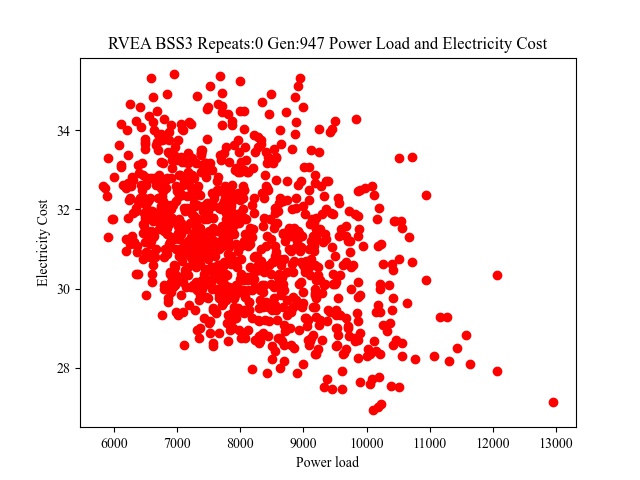 RVEA BSS3 Repeats:0 Gen:947 Power Load and Electricity Cost
34
32
30
28
Electricity Cost
6000 7000 8000 9000 10000 11000 12000 13000
Power load